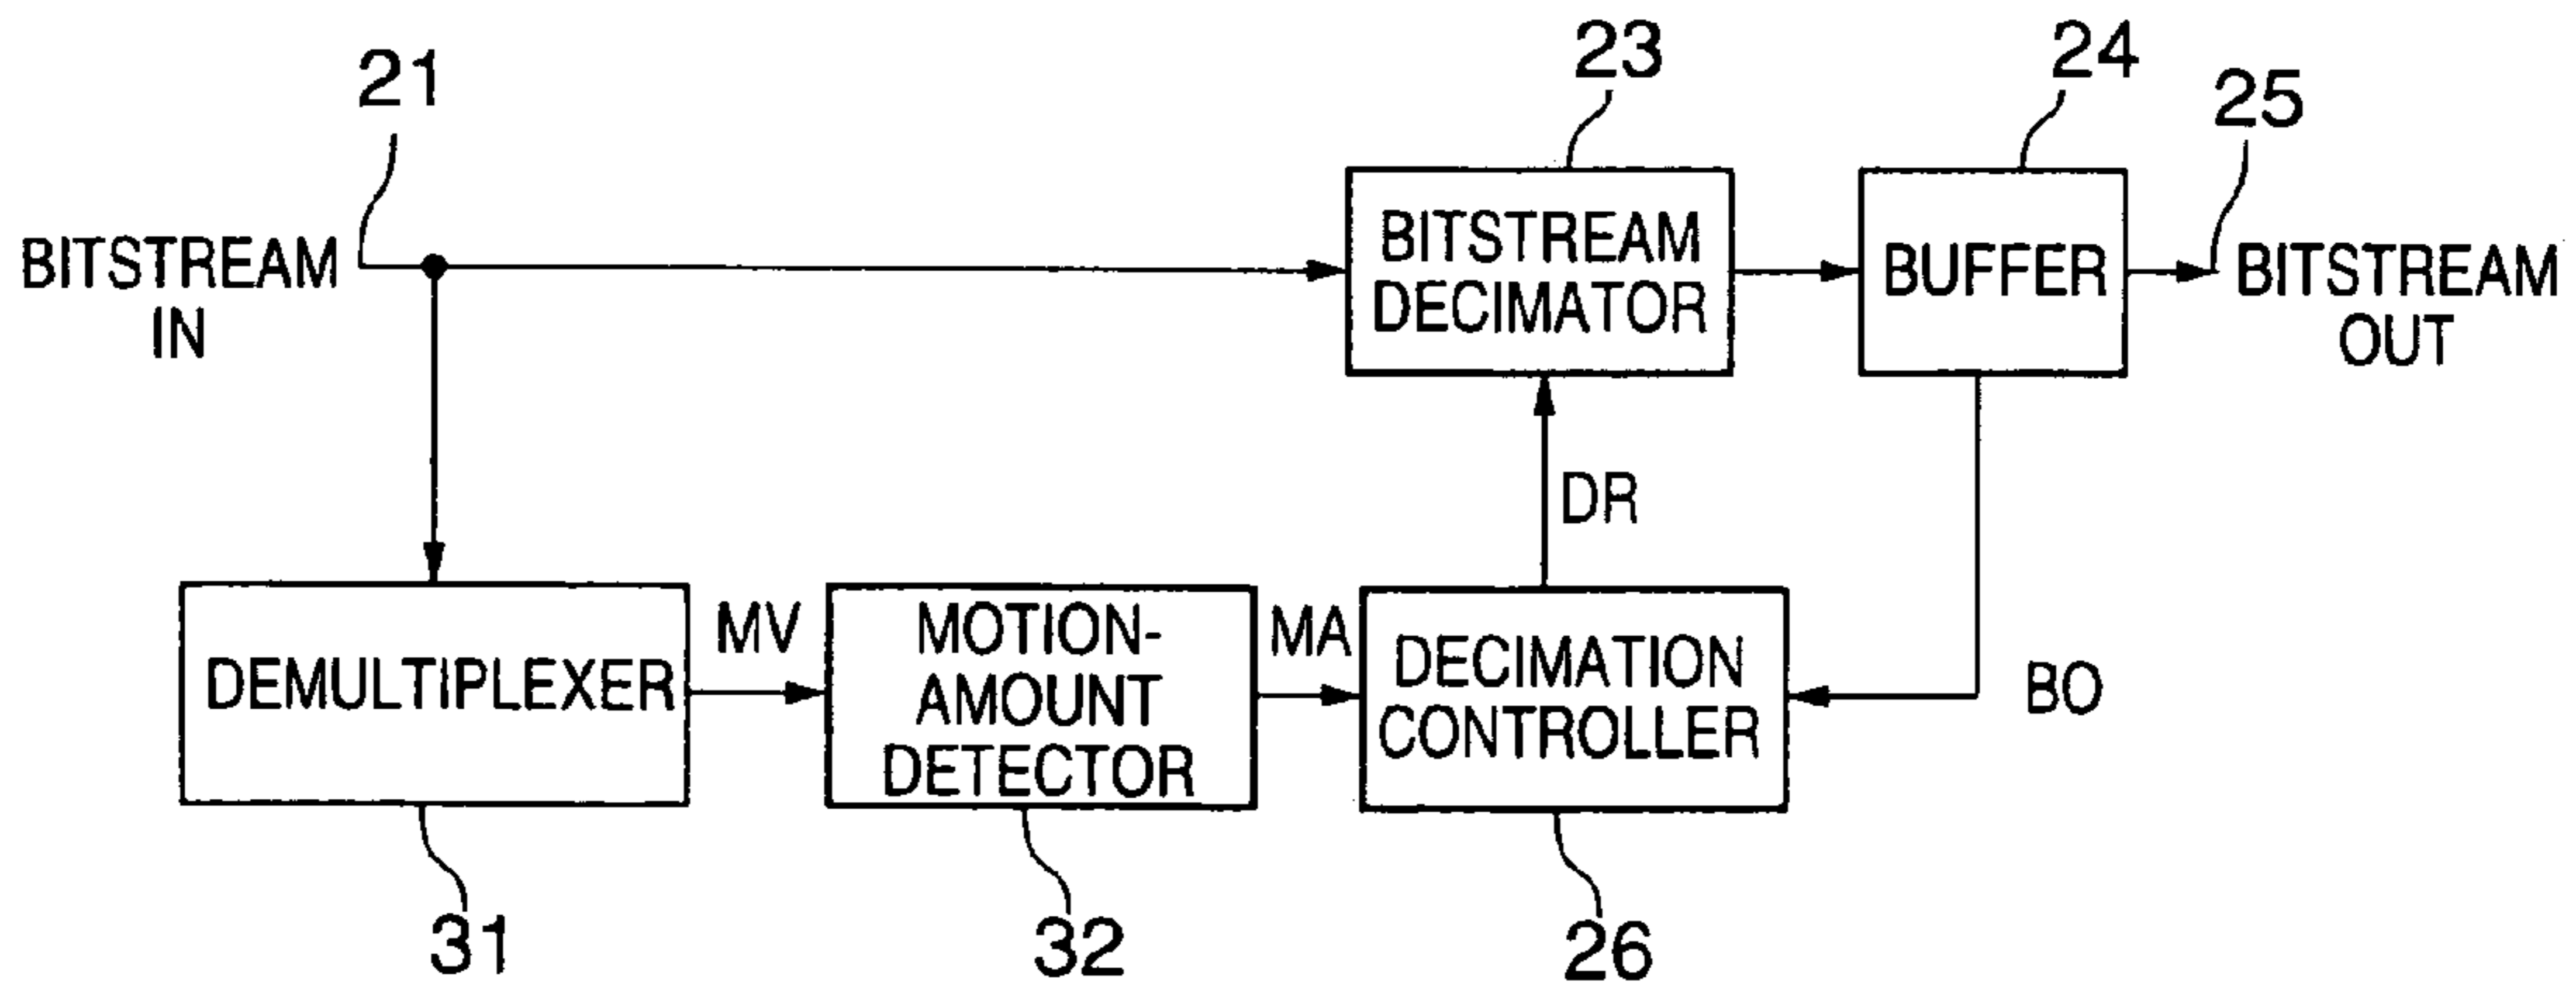 21
23
24
25
BITSTREAM
IN
BITSTREAM
DECIMATOR
BUFFER
BITSTREAM
OUT
DR
MV
MA
BO
DEMULTIPLEXER
MOTION-
AMOUNT
DETECTOR
DECIMATION
CONTROLLER
31
32
26